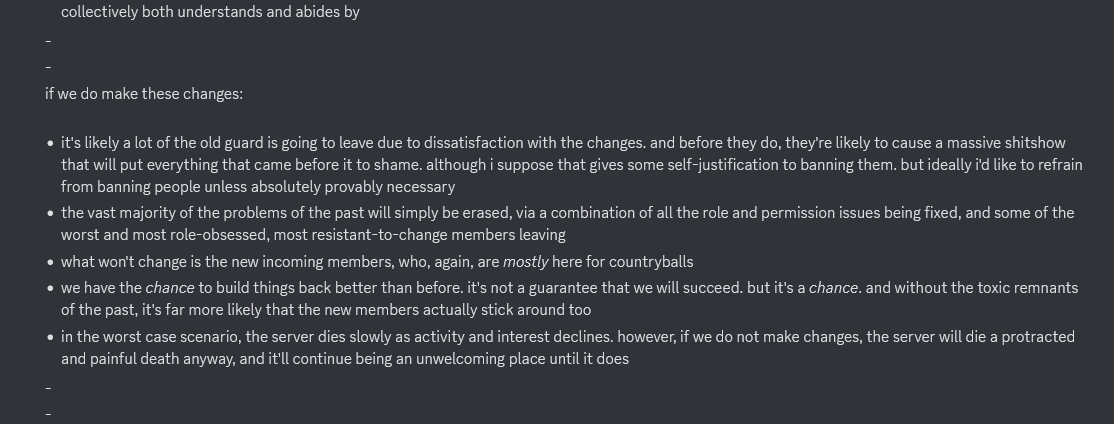 collectively both understands and abides by
-
-
if we do make these changes:
• it's likely a lot of the old guard is going to leave due to dissatisfaction with the changes. and before they do, they're likely to cause a massive shitshow
that will put everything that came before it to shame. although i suppose that gives some self-justification to banning them. but ideally i'd like to refrain
from banning people unless absolutely provably necessary
• the vast majority of the problems of the past will simply be erased, via a combination of all the role and permission issues being fixed, and some of the
worst and most role-obsessed, most resistant-to-change members leaving
• what won't change is the new incoming members, who, again, are mostly here for countryballs
• we have the chance to build things back better than before. it's not a guarantee that we will succeed. but it's a chance. and without the toxic remnants
of the past, it's far more likely that the new members actually stick around too
• in the worst case scenario, the server dies slowly as activity and interest declines. however, if we do not make changes, the server will die a protracted
and painful death anyway, and it'll continue being an unwelcoming place until it does
-
-